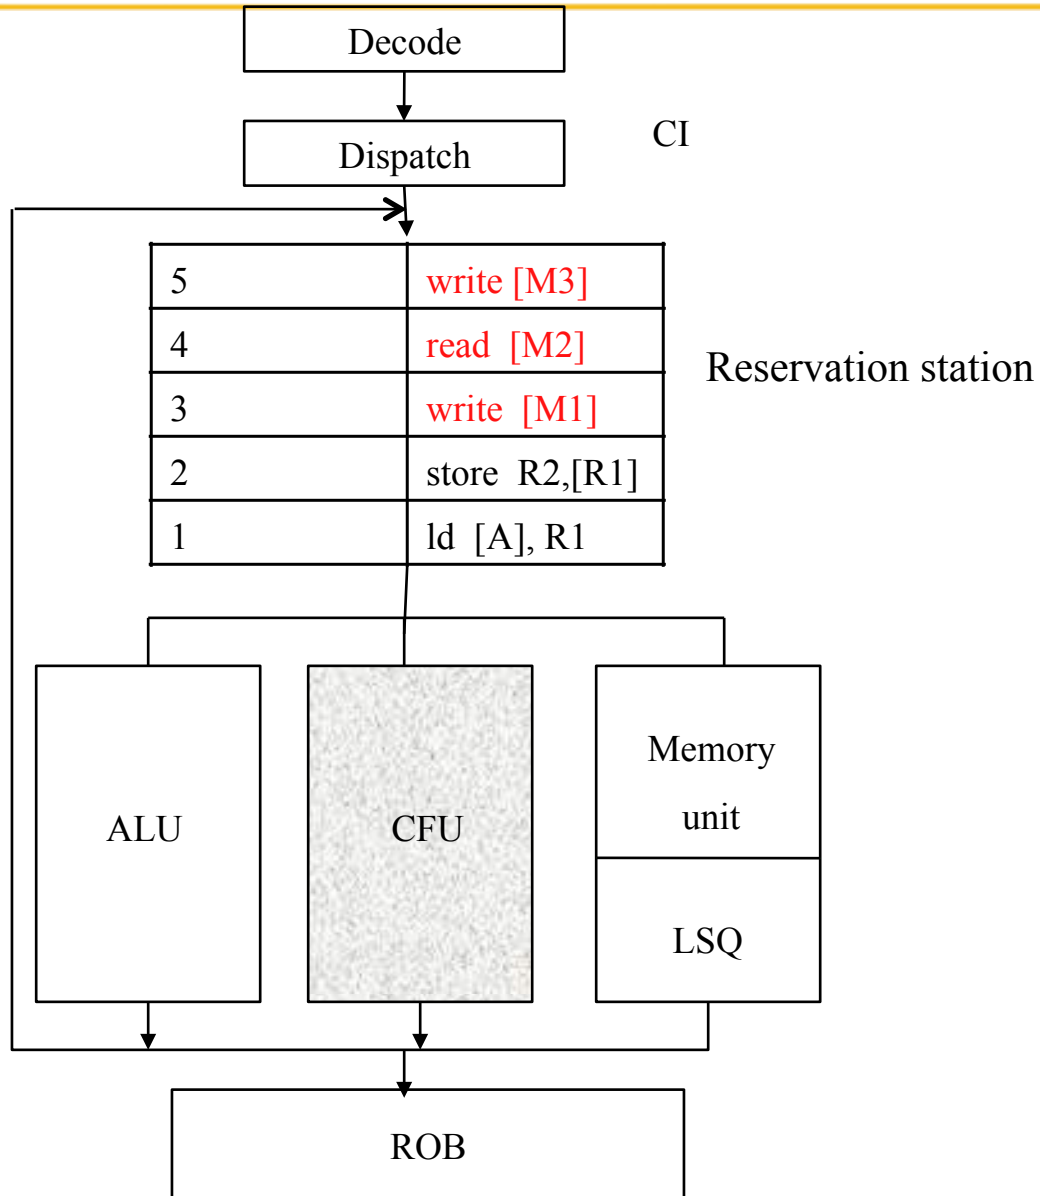 Decode
CI
Dispatch
5 write [M3]
4 read [M2]
Reservation station
3 write [M1]
2 store R2,[R1]
1 ld [A], R1
Memory
unit
ALU
CFU
LSQ
ROB